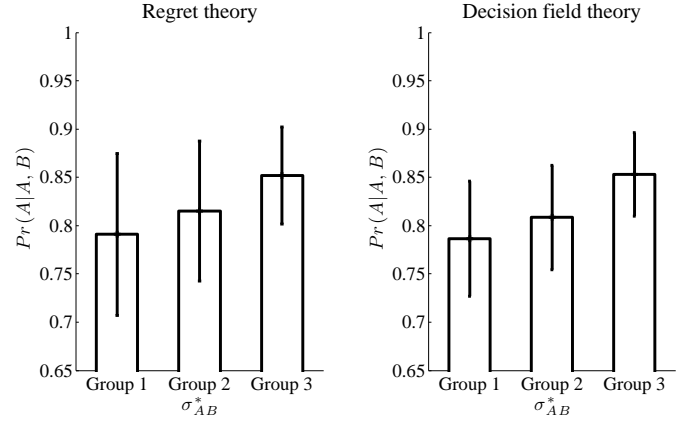 Regret theory
1
0.95
0.9
0.85
0.8
0.75
0.7
0.65
Pr (A|A, B)
Group 1 Group 2 Group 3
σ*AB
Decision field theory
1
0.95
0.9
0.85
0.8
0.75
0.7
0.65
Pr (A|A, B)
Group 1 Group 2 Group 3
σ*AB